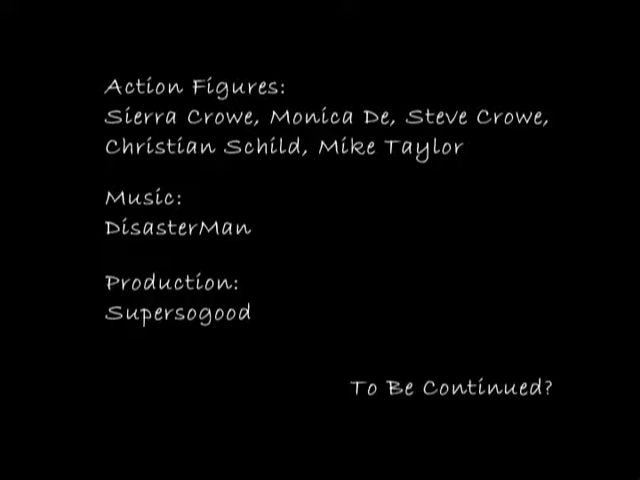 Action Figures:
Sierra Crowe, Monica De, Steve Crowe,
Christian Schild, Mike Taylor
Music:
DisasterMan
Production:
Supersogood
To Be Continued?